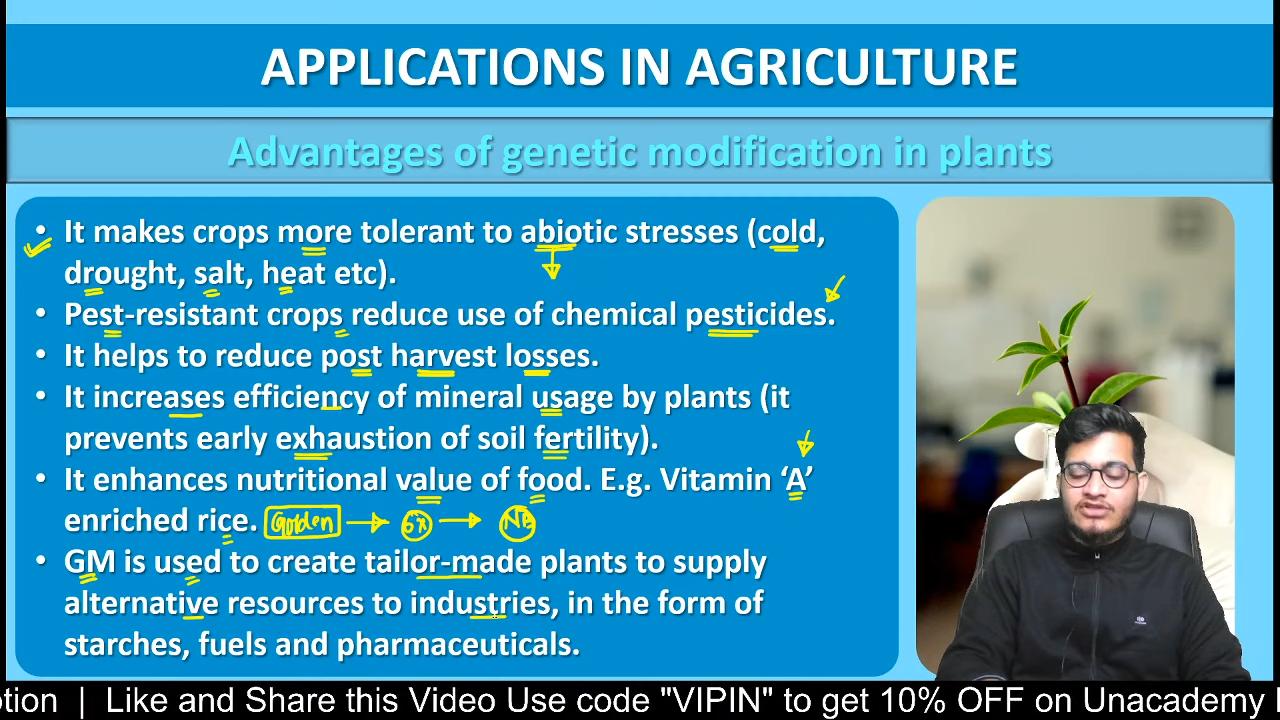 APPLICATIONS IN AGRICULTURE
Advantages of genetic modification in plants
• It makes crops more tolerant to abiotic stresses (cold,
drought, salt, heat etc).
• Pest-resistant crops reduce use of chemical pesticides.
• It helps to reduce post harvest losses.
• It increases efficiency of mineral usage by plants (it
prevents early exhaustion of soil fertility).
• It enhances nutritional value of food. E.g. Vitamin ‘A’
enriched rice. Golden
• GM is used to create tailor-made plants to supply
alternative resources to industries, in the form of
starches, fuels and pharmaceuticals.
ption | Like and Share this Video Use code "VIPIN" to get 10% OFF on Unacademy